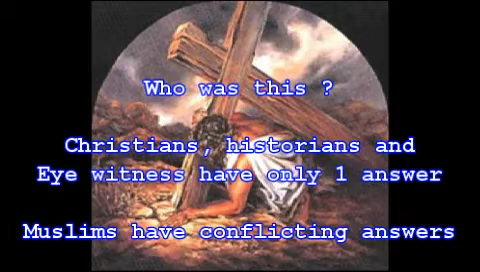 Who was this ?
Christians, historians and
Eye witness have only 1 answer
Muslims have conflicting answers